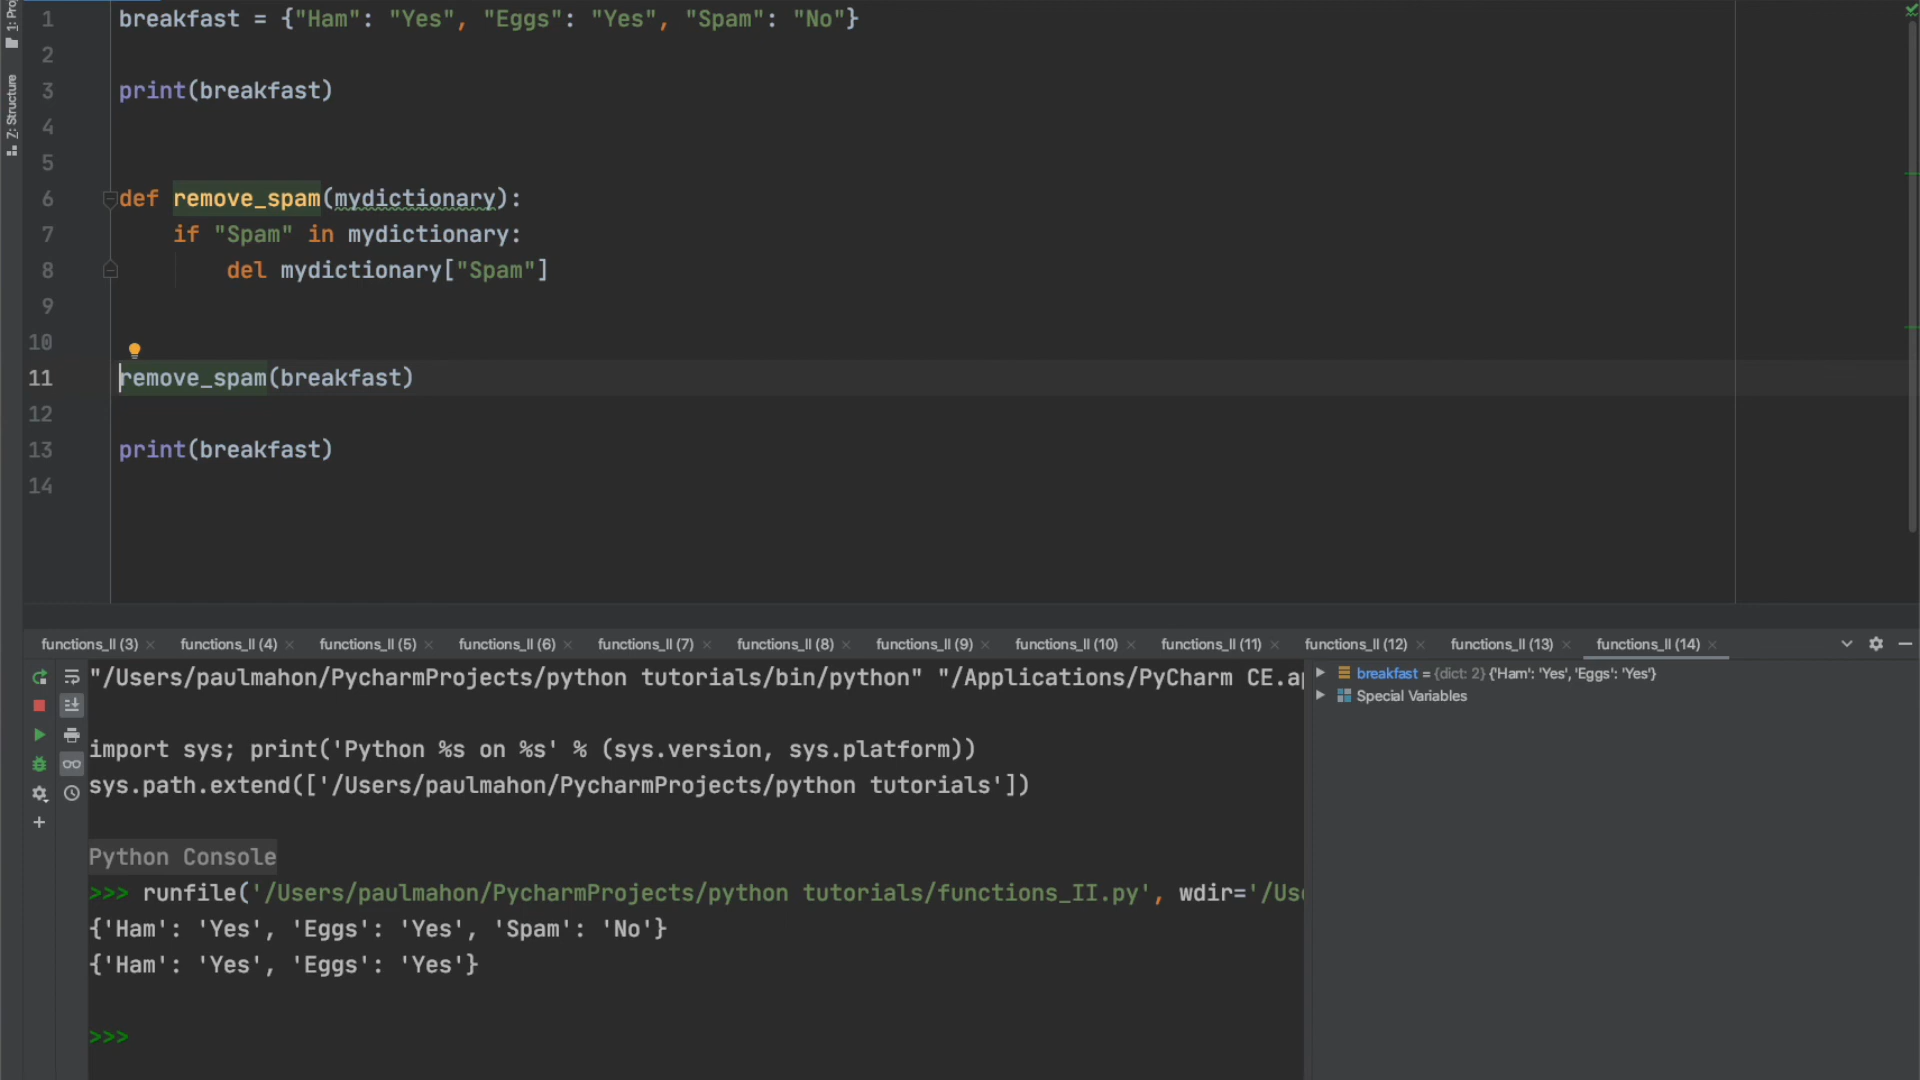 1 breakfast = {"Ham": "Yes", "Eggs": "Yes", "Spam": "No"}
2
3 print(breakfast)
4
5
6 def remove_spam(mydictionary):
7 if "Spam" in mydictionary:
8 del mydictionary["Spam"]
9
10
11 remove_spam(breakfast)
12
13 print(breakfast)
14
Z: Structure
functions_II (3) functions_II (4) functions_II (5) functions_II (6) functions_II (7) functions_II (8) functions_II (9) functions_II (10) functions_II (11) functions_II (12) functions_II (13) functions_II (14)
"/Users/paulmahon/PycharmProjects/python tutorials/bin/python" "/Applications/PyCharm CE.a
import sys; print('Python %s on %s' % (sys.version, sys.platform))
sys.path.extend(['/Users/paulmahon/PycharmProjects/python tutorials'])
Python Console
>>> runfile('/Users/paulmahon/PycharmProjects/python tutorials/functions_II.py', wdir='/Us
{'Ham': 'Yes', 'Eggs': 'Yes', 'Spam': 'No'}
{'Ham': 'Yes', 'Eggs': 'Yes'}
>>>
breakfast = {dict: 2} {'Ham': 'Yes', 'Eggs': 'Yes'}
Special Variables